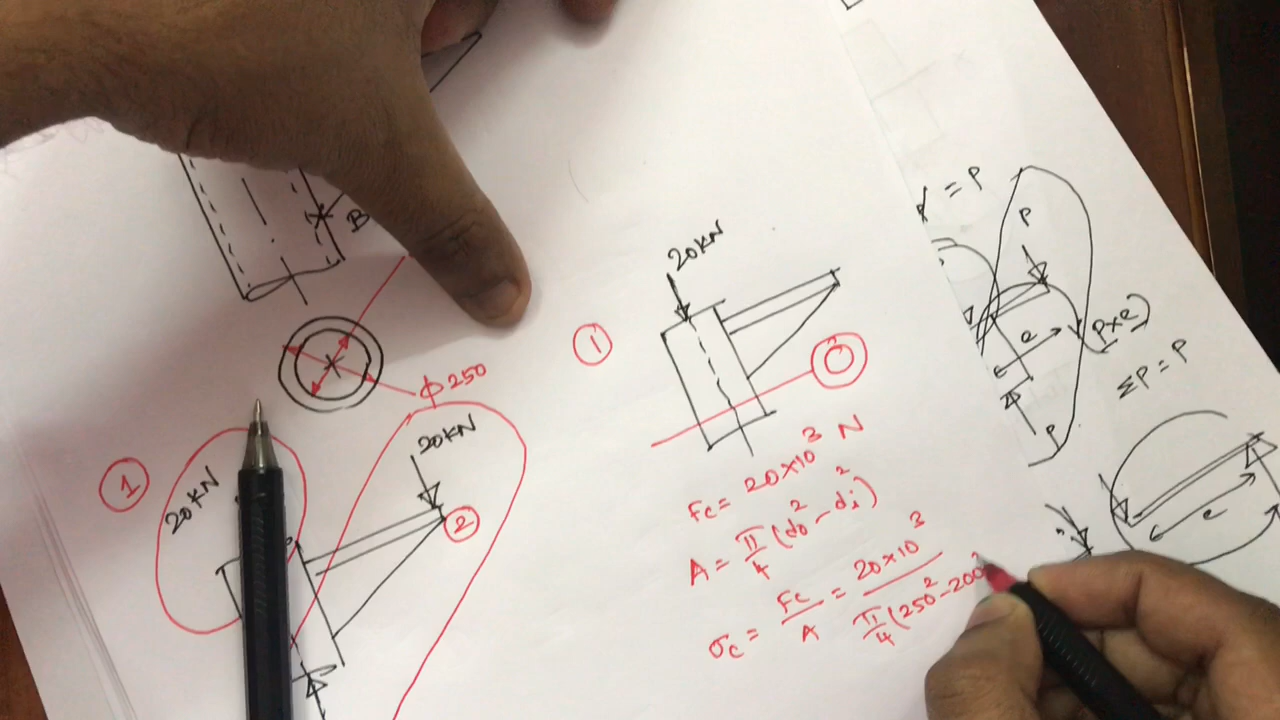 B
ϕ250
20KN
1
20KN
2
20KN
1
Fc = 20×10³ N
A = π/4 (do² - di²)
σc = Fc/A = 20×10³ / π/4 (250² - 200²
= P
P
e
(P×e)
P
ΣP = P
e